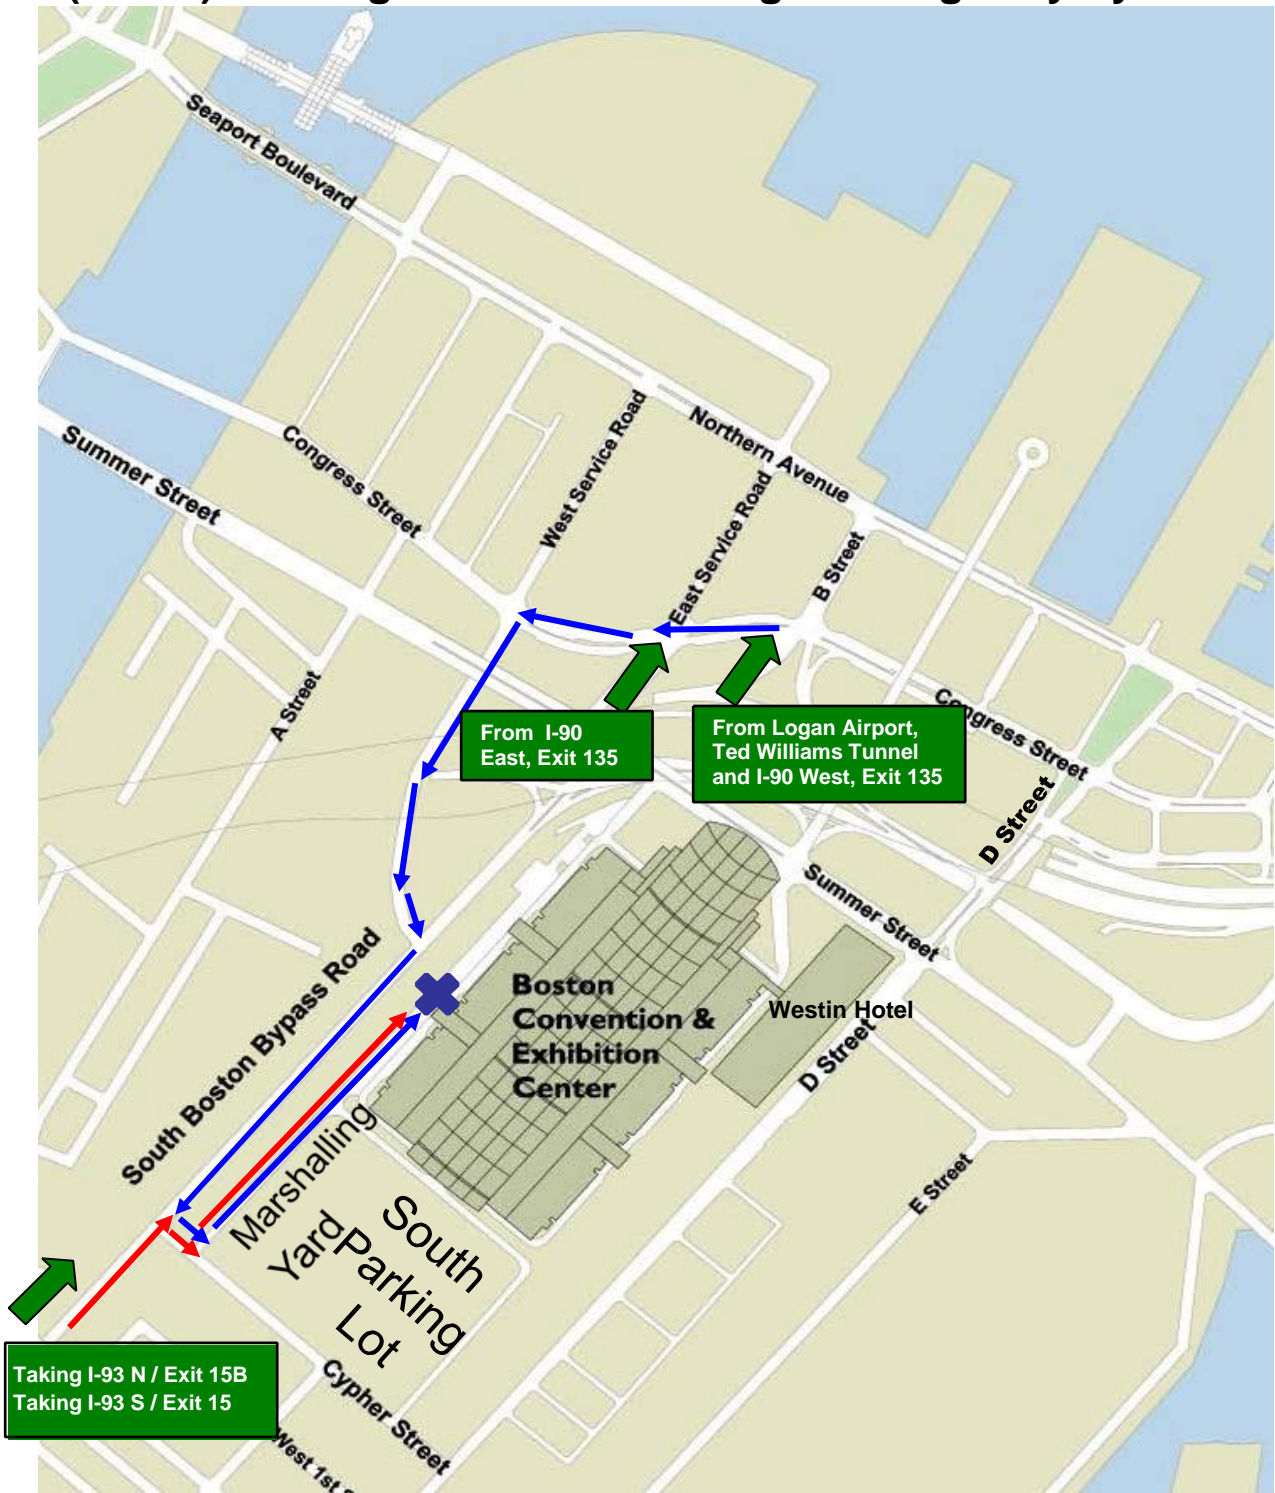 Seaport Boulevard
Northern Avenue
Congress Street
Summer Street
West Service Road
East Service Road
B Street
A Street
From I-90
East, Exit 135
From Logan Airport,
Ted Williams Tunnel
and I-90 West, Exit 135
Congress Street
D Street
Summer Street
South Boston Bypass Road
Boston
Convention &
Exhibition
Center
Westin Hotel
D Street
E Street
Marshalling
Yard
South
Parking
Lot
Taking I-93 N / Exit 15B
Taking I-93 S / Exit 15
Cypher Street
West 1st